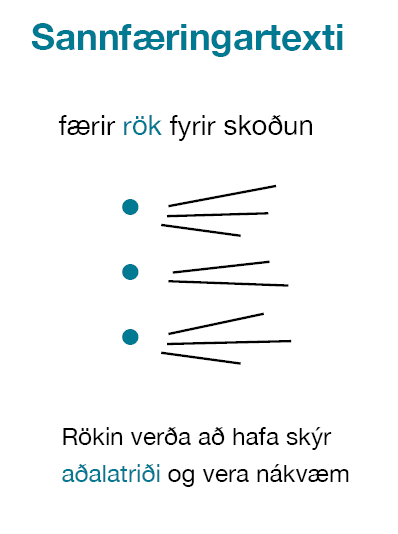 Sannfæringartexti
færir rök fyrir skoðun
Rökin verða að hafa skýr
aðalatriði og vera nákvæm